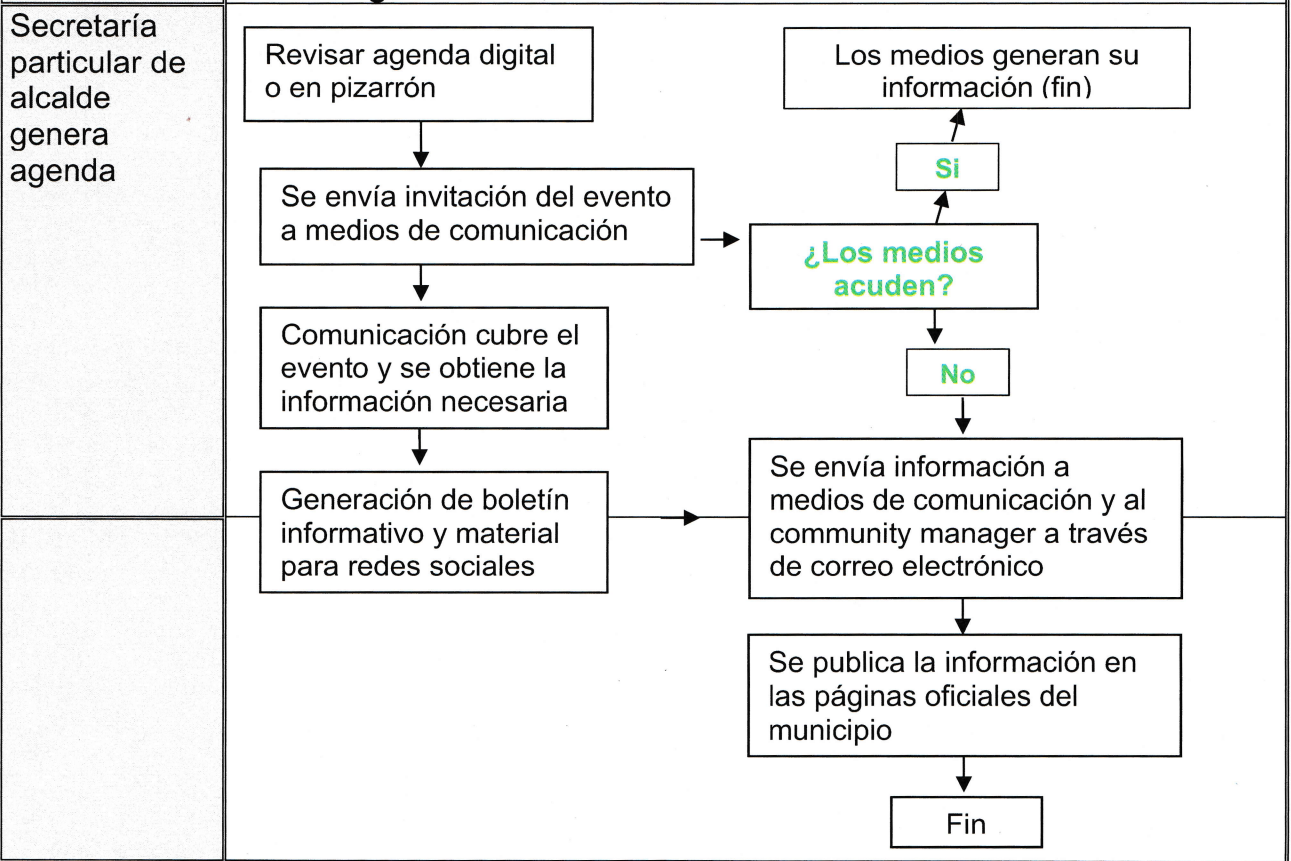 Secretaría
particular de
alcalde
genera
agenda
Revisar agenda digital
o en pizarrón
Se envía invitación del evento
a medios de comunicación
Comunicación cubre el
evento y se obtiene la
información necesaria
Generación de boletín
informativo y material
para redes sociales
Los medios generan su
información (fin)
Si
¿Los medios
acuden?
No
Se envía información a
medios de comunicación y al
community manager a través
de correo electrónico
Se publica la información en
las páginas oficiales del
municipio
Fin